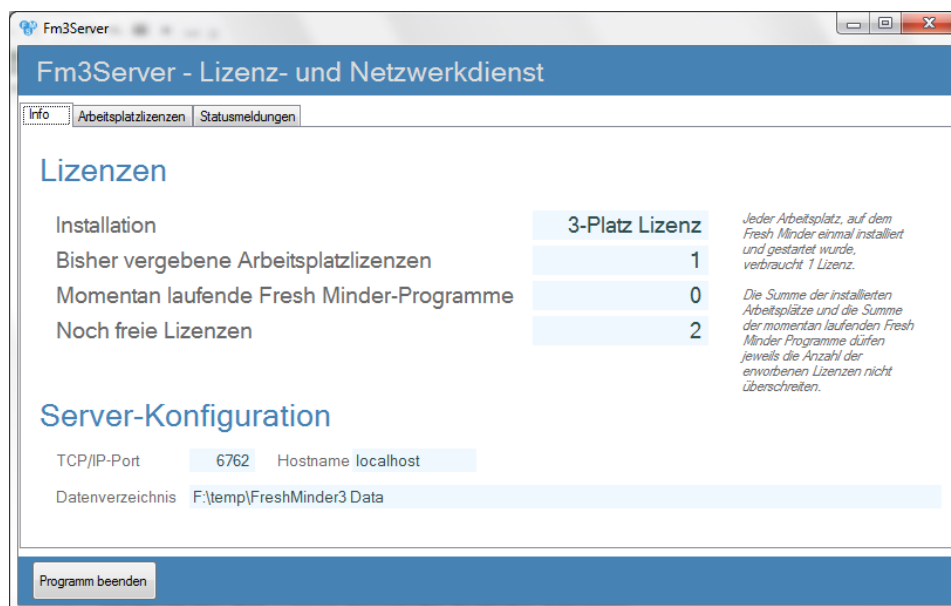 Fm3Server
Fm3Server - Lizenz- und Netzwerkdienst
Info Arbeitsplatzlizenzen Statusmeldungen
Lizenzen
Installation 3-Platz Lizenz
Bisher vergebene Arbeitsplatzlizenzen 1
Momentan laufende Fresh Minder-Programme 0
Noch freie Lizenzen 2
Jeder Arbeitsplatz, auf dem
Fresh Minder einmal installiert
und gestartet wurde,
verbraucht 1 Lizenz.
Die Summe der installierten
Arbeitsplätze und die Summe
der momentan laufenden Fresh
Minder Programme dürfen
jeweils die Anzahl der
erworbenen Lizenzen nicht
überschreiten.
Server-Konfiguration
TCP/IP-Port 6762 Hostname localhost
Datenverzeichnis F:\temp\FreshMinder3 Data
Programm beenden